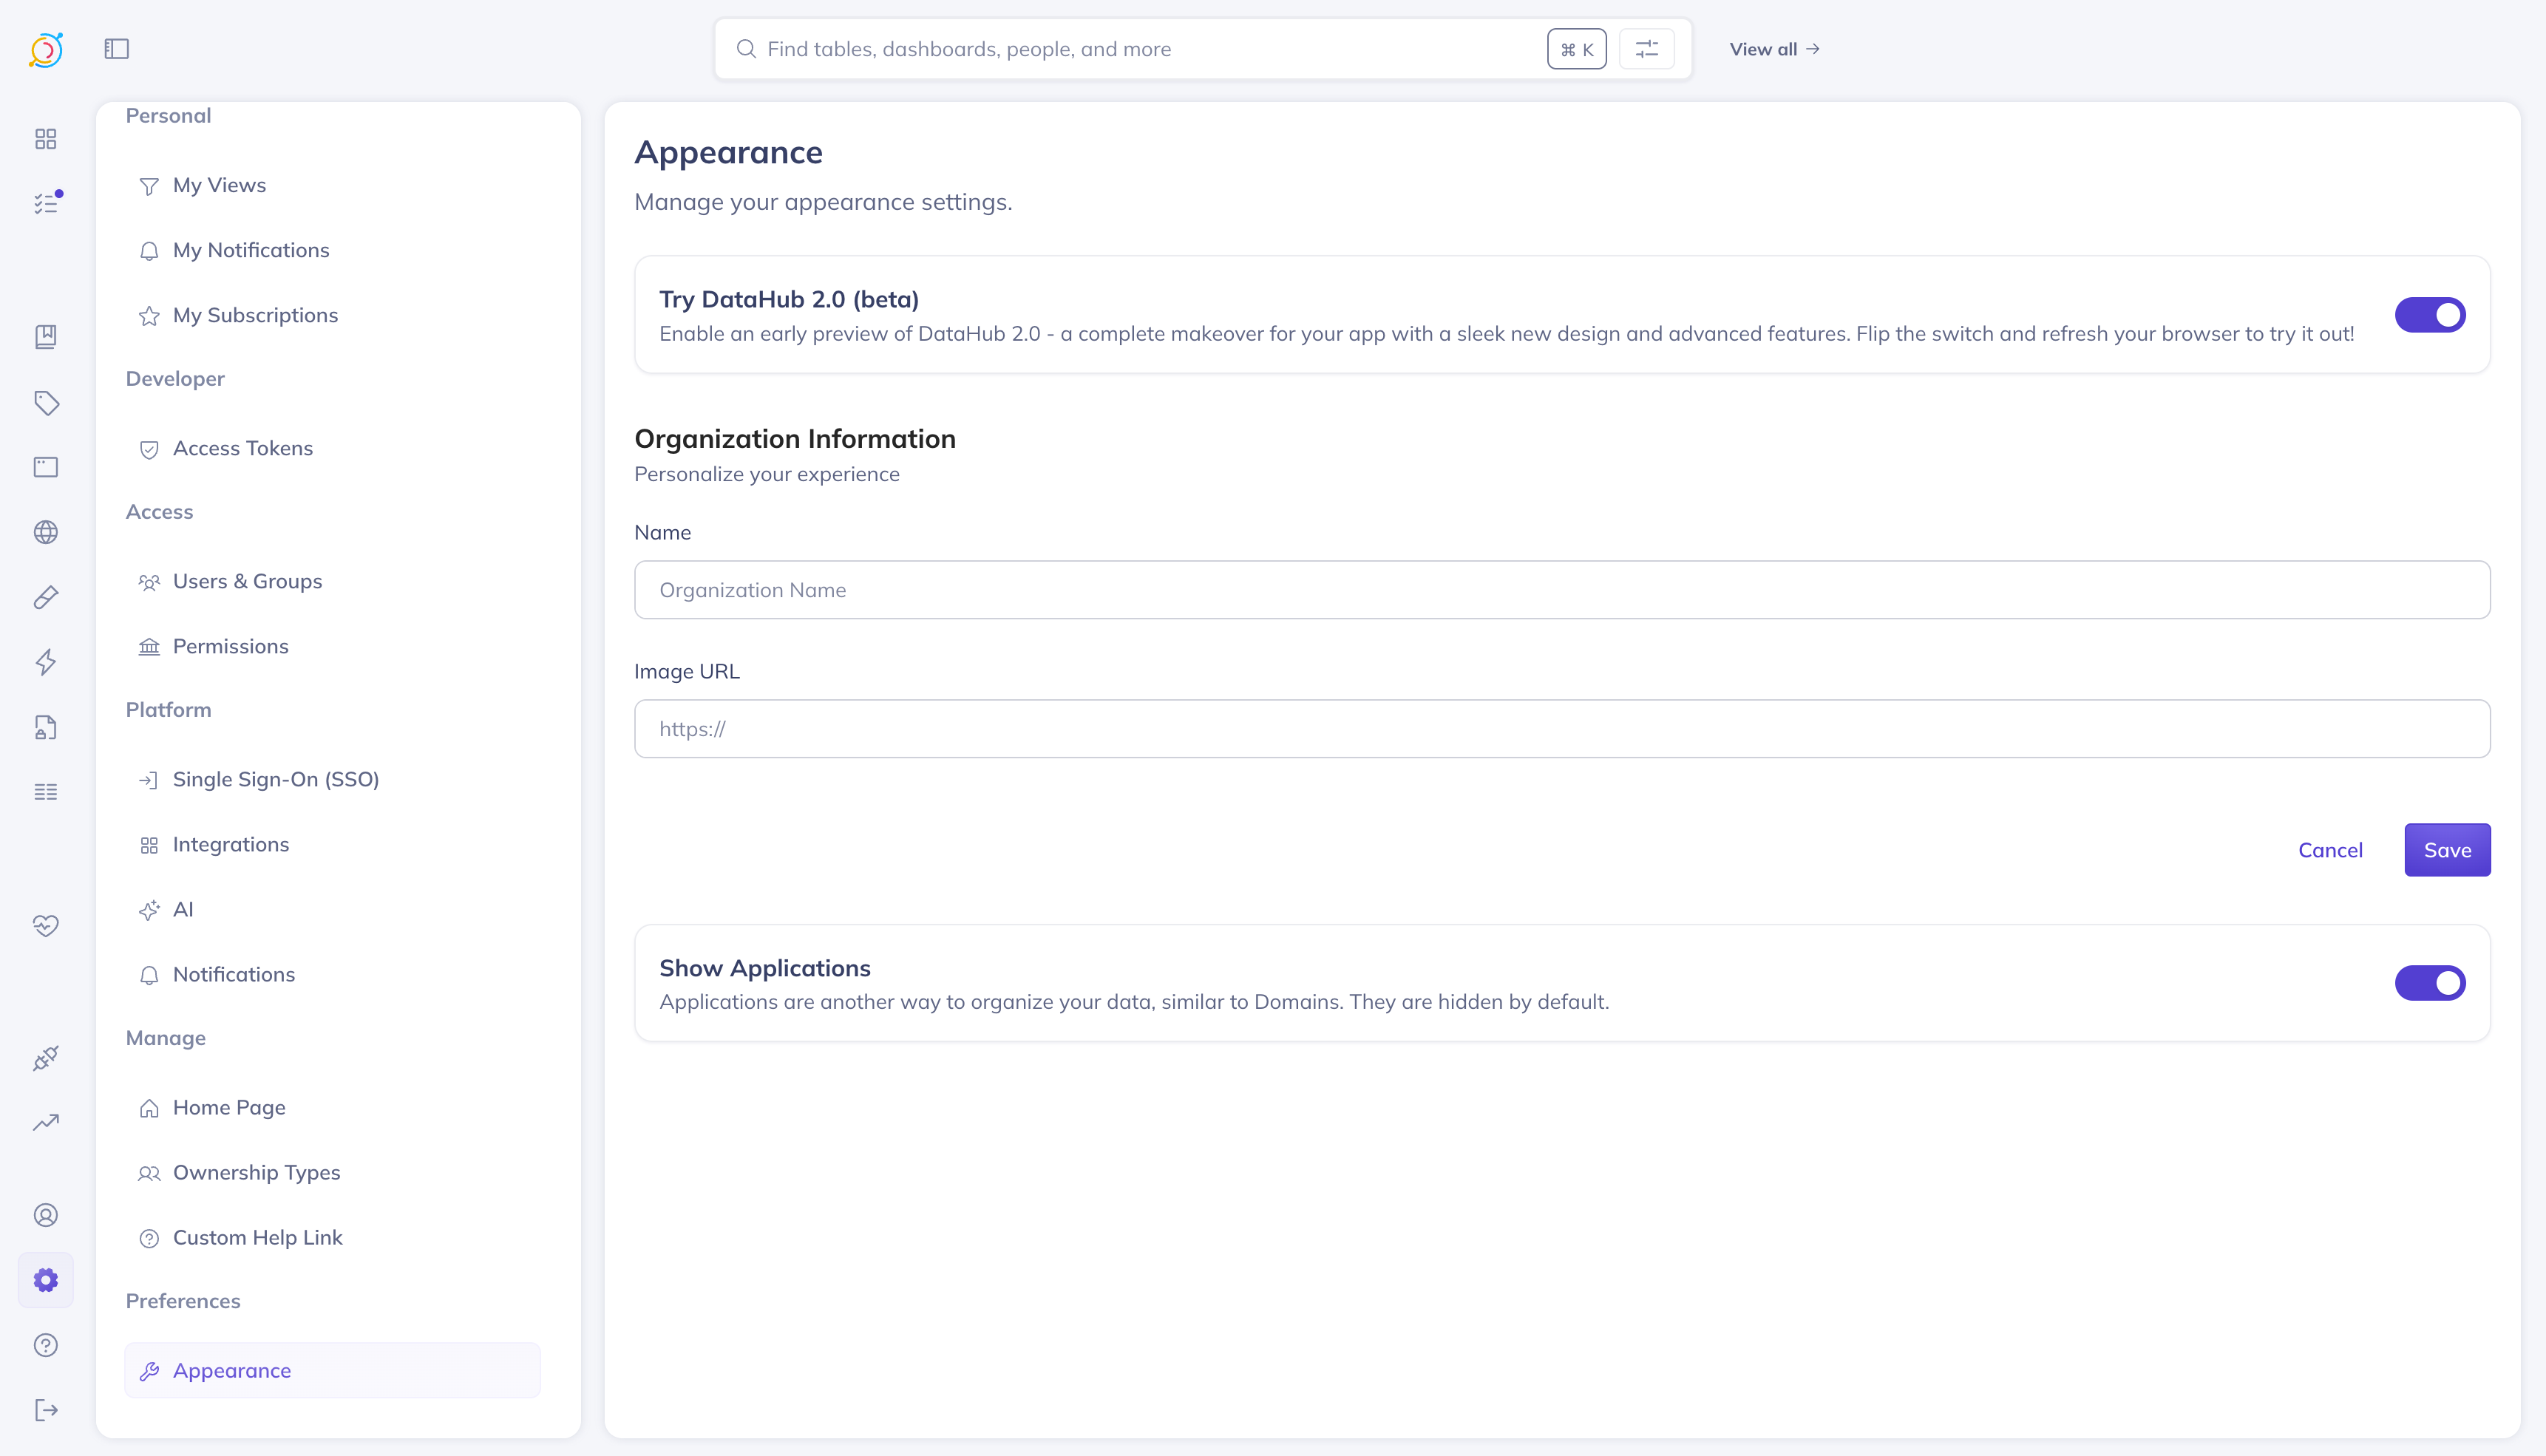 Find tables, dashboards, people, and more
⌘ K
View all →
Personal
My Views
My Notifications
My Subscriptions
Developer
Access Tokens
Access
Users & Groups
Permissions
Platform
Single Sign-On (SSO)
Integrations
AI
Notifications
Manage
Home Page
Ownership Types
Custom Help Link
Preferences
Appearance
Appearance
Manage your appearance settings.
Try DataHub 2.0 (beta)
Enable an early preview of DataHub 2.0 - a complete makeover for your app with a sleek new design and advanced features. Flip the switch and refresh your browser to try it out!
Organization Information
Personalize your experience
Name
Organization Name
Image URL
https://
Cancel
Save
Show Applications
Applications are another way to organize your data, similar to Domains. They are hidden by default.